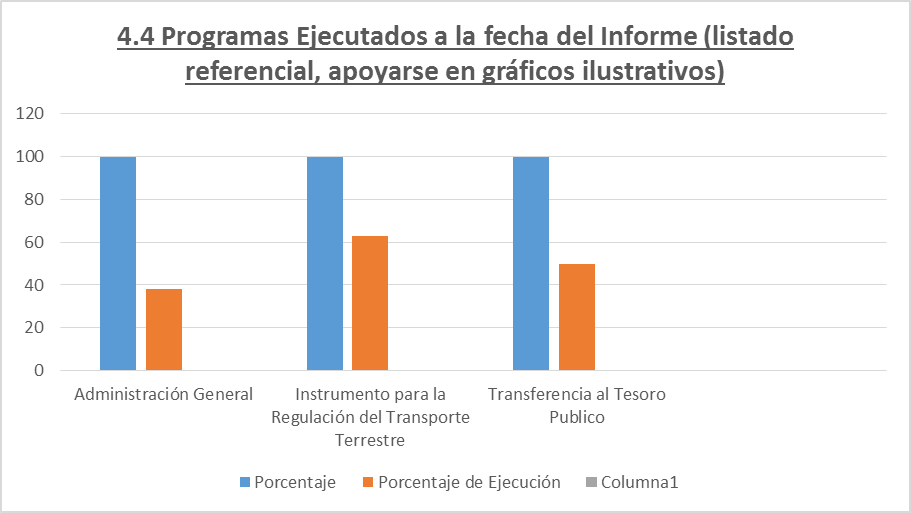 4.4 Programas Ejecutados a la fecha del Informe (listado
referencial, apoyarse en gráficos ilustrativos)
120
100
80
60
40
20
0
Administración General
Instrumento para la
Regulación del Transporte
Terrestre
Transferencia al Tesoro
Publico
Porcentaje
Porcentaje de Ejecución
Columna1